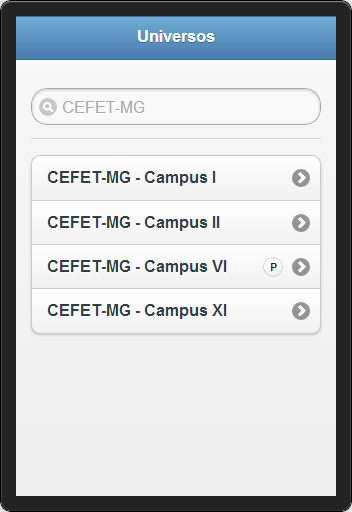 Universos
CEFET-MG
CEFET-MG - Campus I
CEFET-MG - Campus II
CEFET-MG - Campus VI P
CEFET-MG - Campus XI